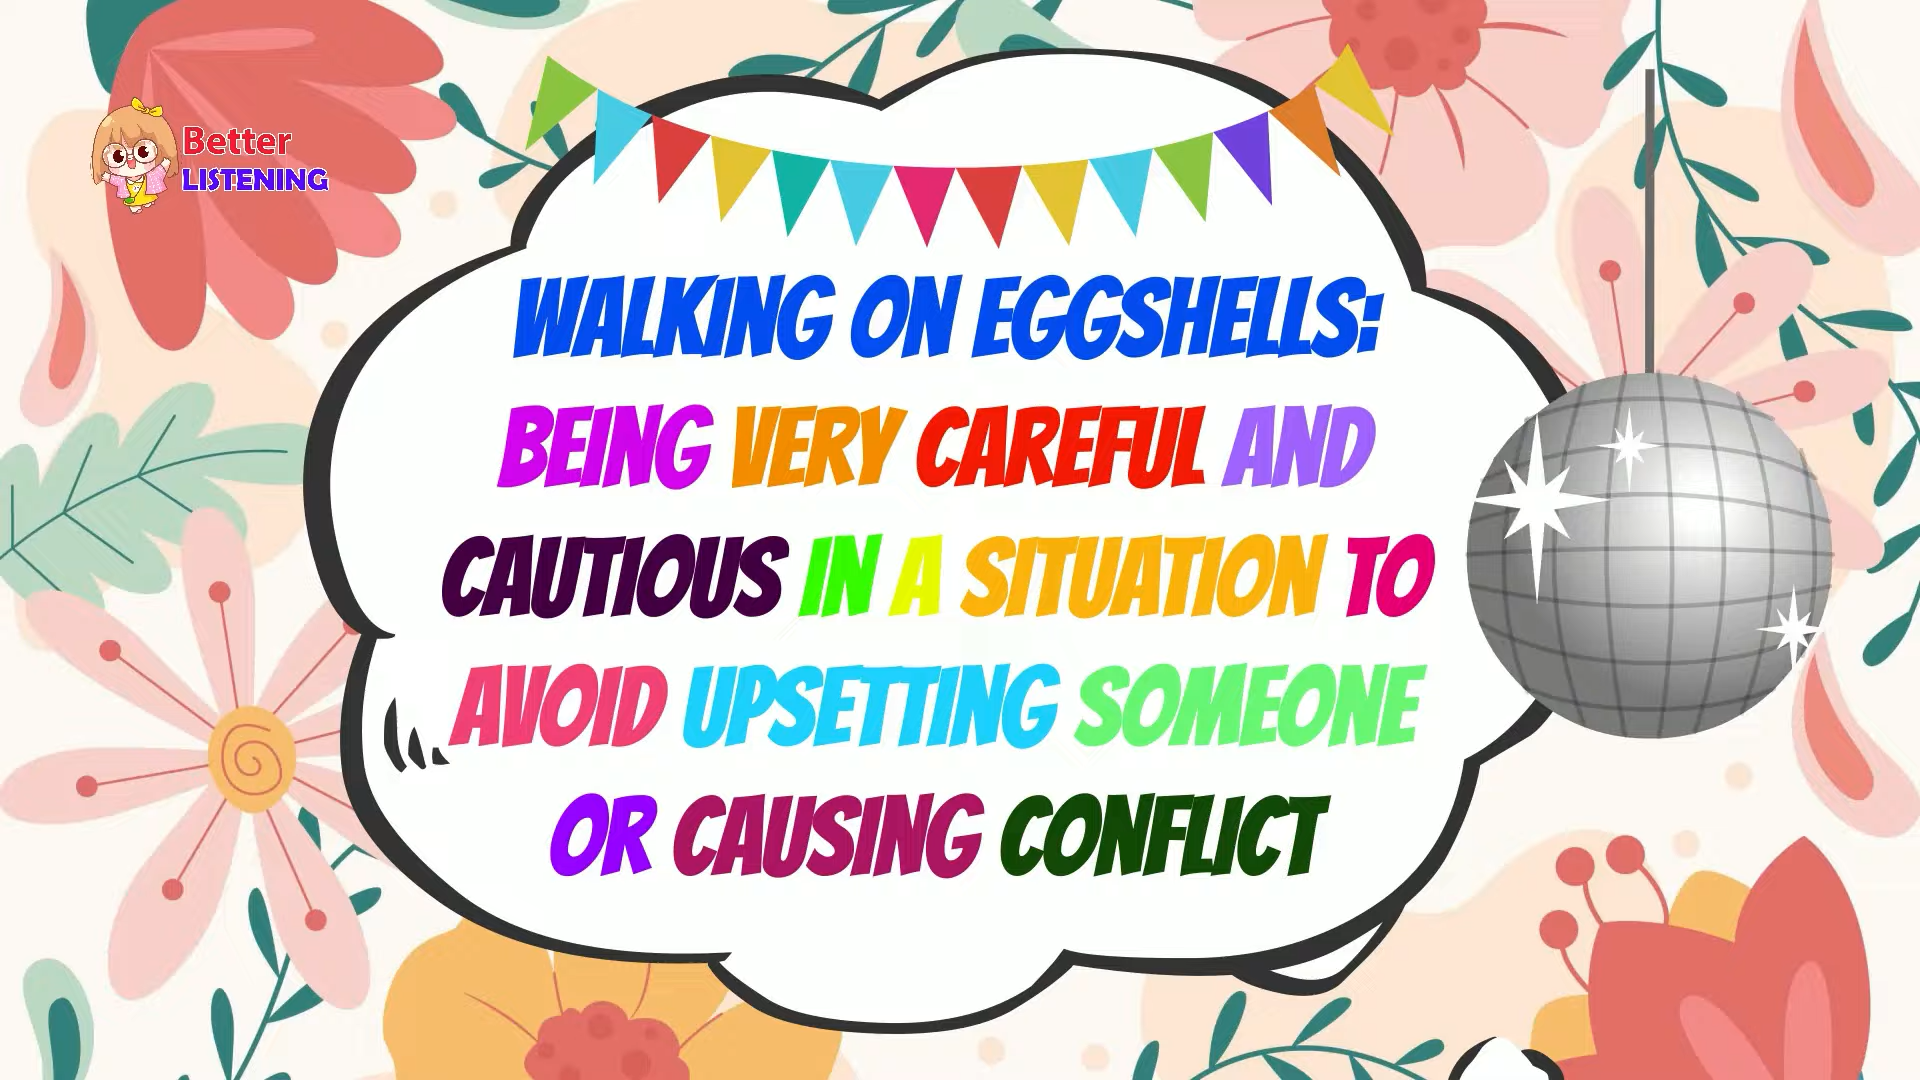 Better
LISTENING
WALKING ON EGGSHELLS:
BEING VERY CAREFUL AND
CAUTIOUS IN A SITUATION TO
AVOID UPSETTING SOMEONE
OR CAUSING CONFLICT